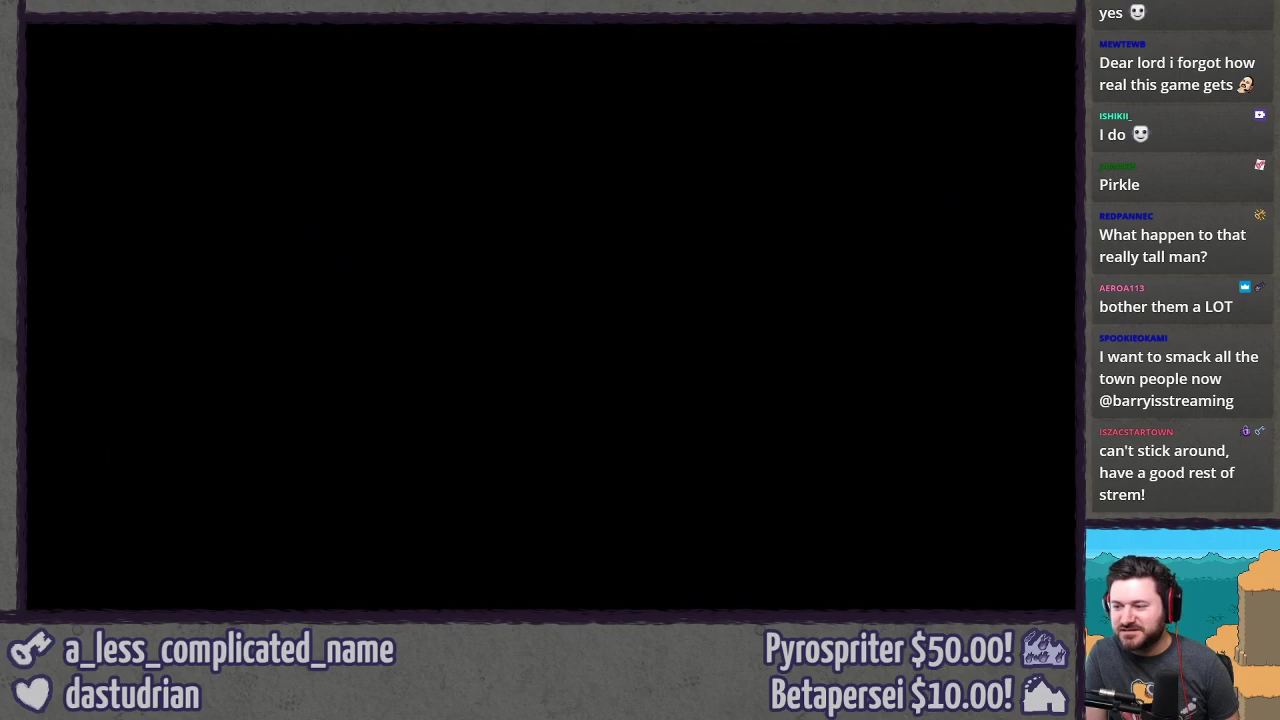 yes
MEWTEWB
Dear lord i forgot how
real this game gets
ISHIKII_
I do
Pirkle
REDPANNEC
What happen to that
really tall man?
AEROA113
bother them a LOT
SPOOKIEOKAMI
I want to smack all the
town people now
@barryisstreaming
ISZACSTARTOWN
can't stick around,
have a good rest of
strem!
a_less_complicated_name
dastudrian
Pyrospriter $50.00!
Betapersei $10.00!